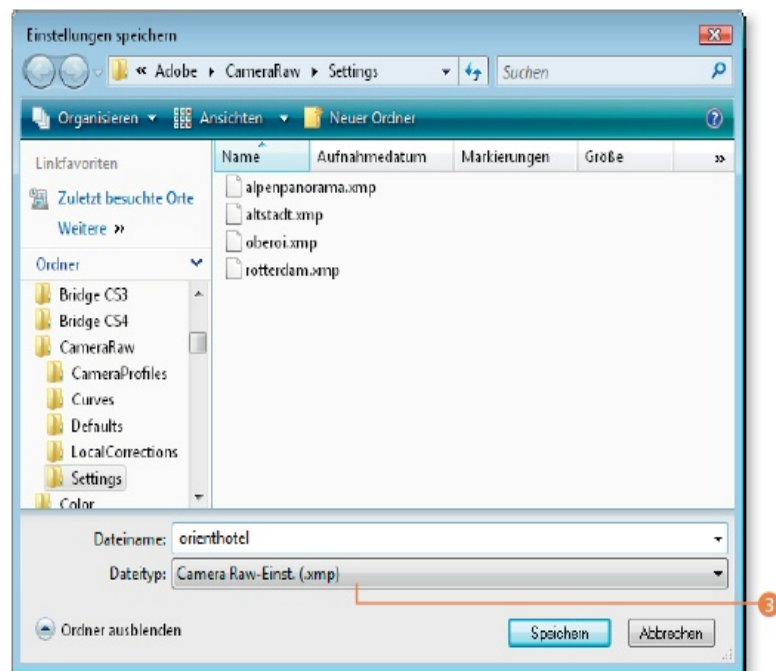 Einstellungen speichern
« Adobe ▸ CameraRaw ▸ Settings
Suchen
Organisieren
Ansichten
Neuer Ordner
Linkfavoriten
Zuletzt besuchte Orte
Weitere »
Ordner
Bridge CS3
Bridge CS4
CameraRaw
CameraProfiles
Curves
Defaults
LocalCorrections
Settings
Color
Name Aufnahmedatum Markierungen Größe »
alpenpanorama.xmp
altstadt.xmp
oberoi.xmp
rotterdam.xmp
Dateiname: orienthotel
Dateityp: Camera Raw-Einst. (.xmp)
3
Ordner ausblenden
Speichern
Abbrechen